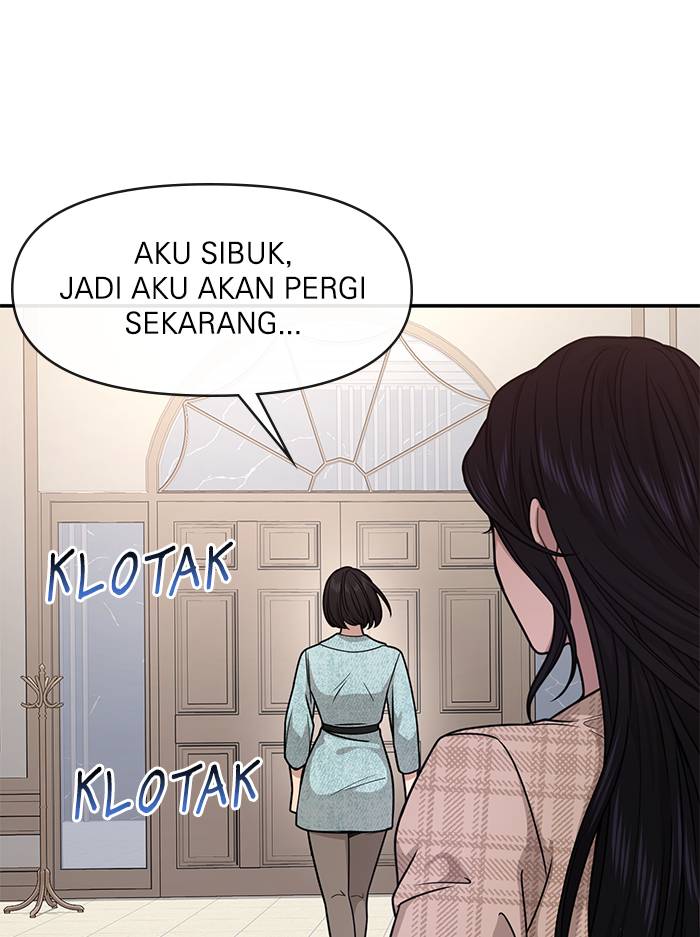 AKU SIBUK,
JADI AKU AKAN PERGI
SEKARANG...
KLOTAK
KLOTAK